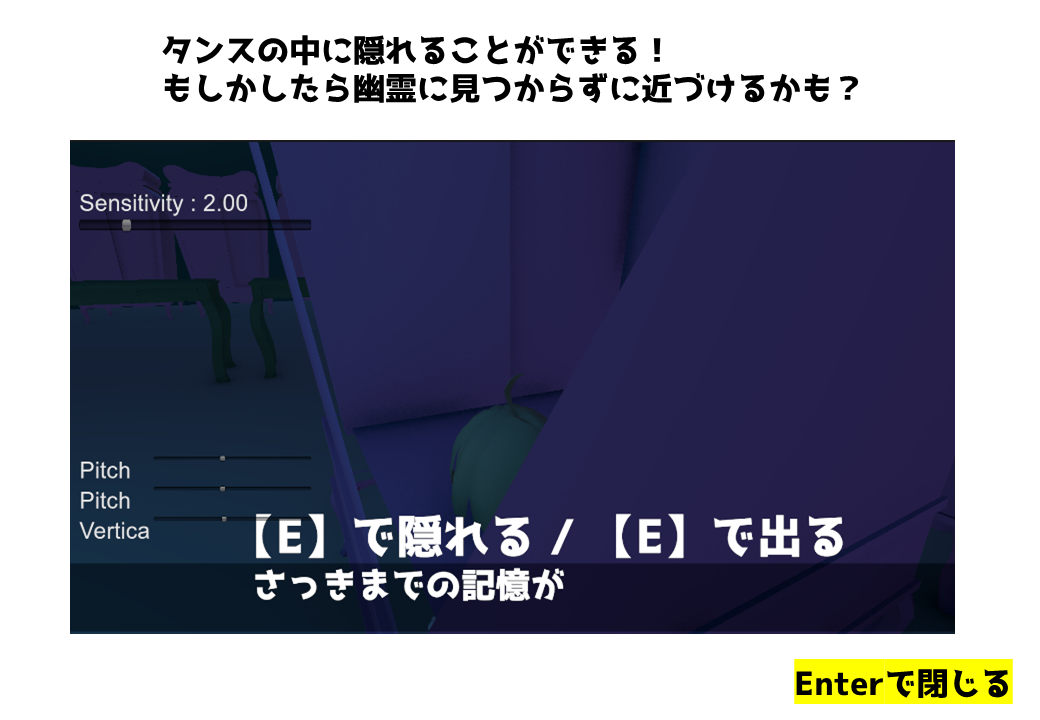 タンスの中に隠れることができる！
もしかしたら幽霊に見つからずに近づけるかも？
Sensitivity : 2.00
Pitch
Pitch
Vertica
【E】で隠れる / 【E】で出る
さっきまでの記憶が
Enterで閉じる